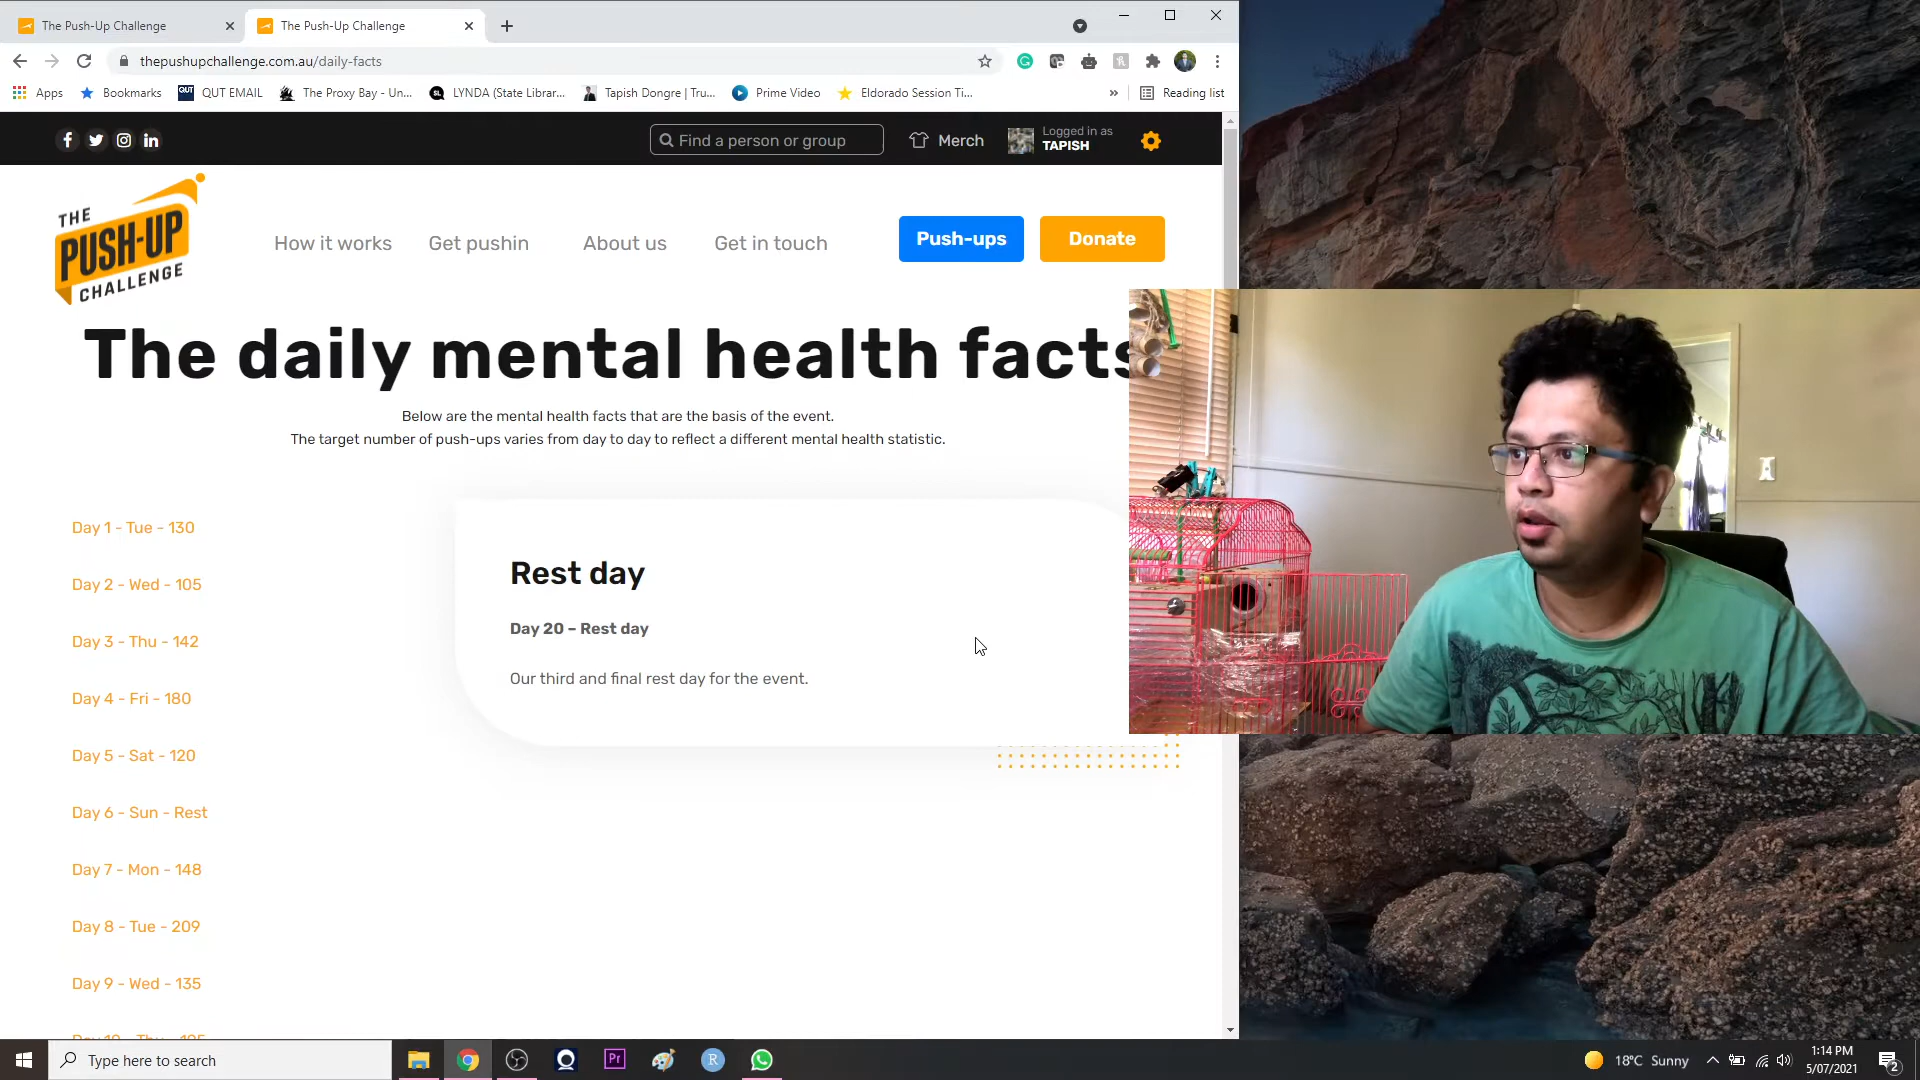 The Push-Up Challenge
The Push-Up Challenge
thepushupchallenge.com.au/daily-facts
Apps
Bookmarks
QUT
QUT EMAIL
The Proxy Bay - Un...
SL
LYNDA (State Librar...
Tapish Dongre | Tru...
Prime Video
Eldorado Session Ti...
»
Reading list
Find a person or group
Merch
Logged in as
TAPISH
THE
PUSH-UP
CHALLENGE
How it works
Get pushin
About us
Get in touch
Push-ups
Donate
The daily mental health facts
Below are the mental health facts that are the basis of the event.
The target number of push-ups varies from day to day to reflect a different mental health statistic.
Day 1 - Tue - 130
Day 2 - Wed - 105
Day 3 - Thu - 142
Day 4 - Fri - 180
Day 5 - Sat - 120
Day 6 - Sun - Rest
Day 7 - Mon - 148
Day 8 - Tue - 209
Day 9 - Wed - 135
Rest day
Day 20 – Rest day
Our third and final rest day for the event.
Type here to search
Pr
R
18°C Sunny
1:14 PM
5/07/2021
2